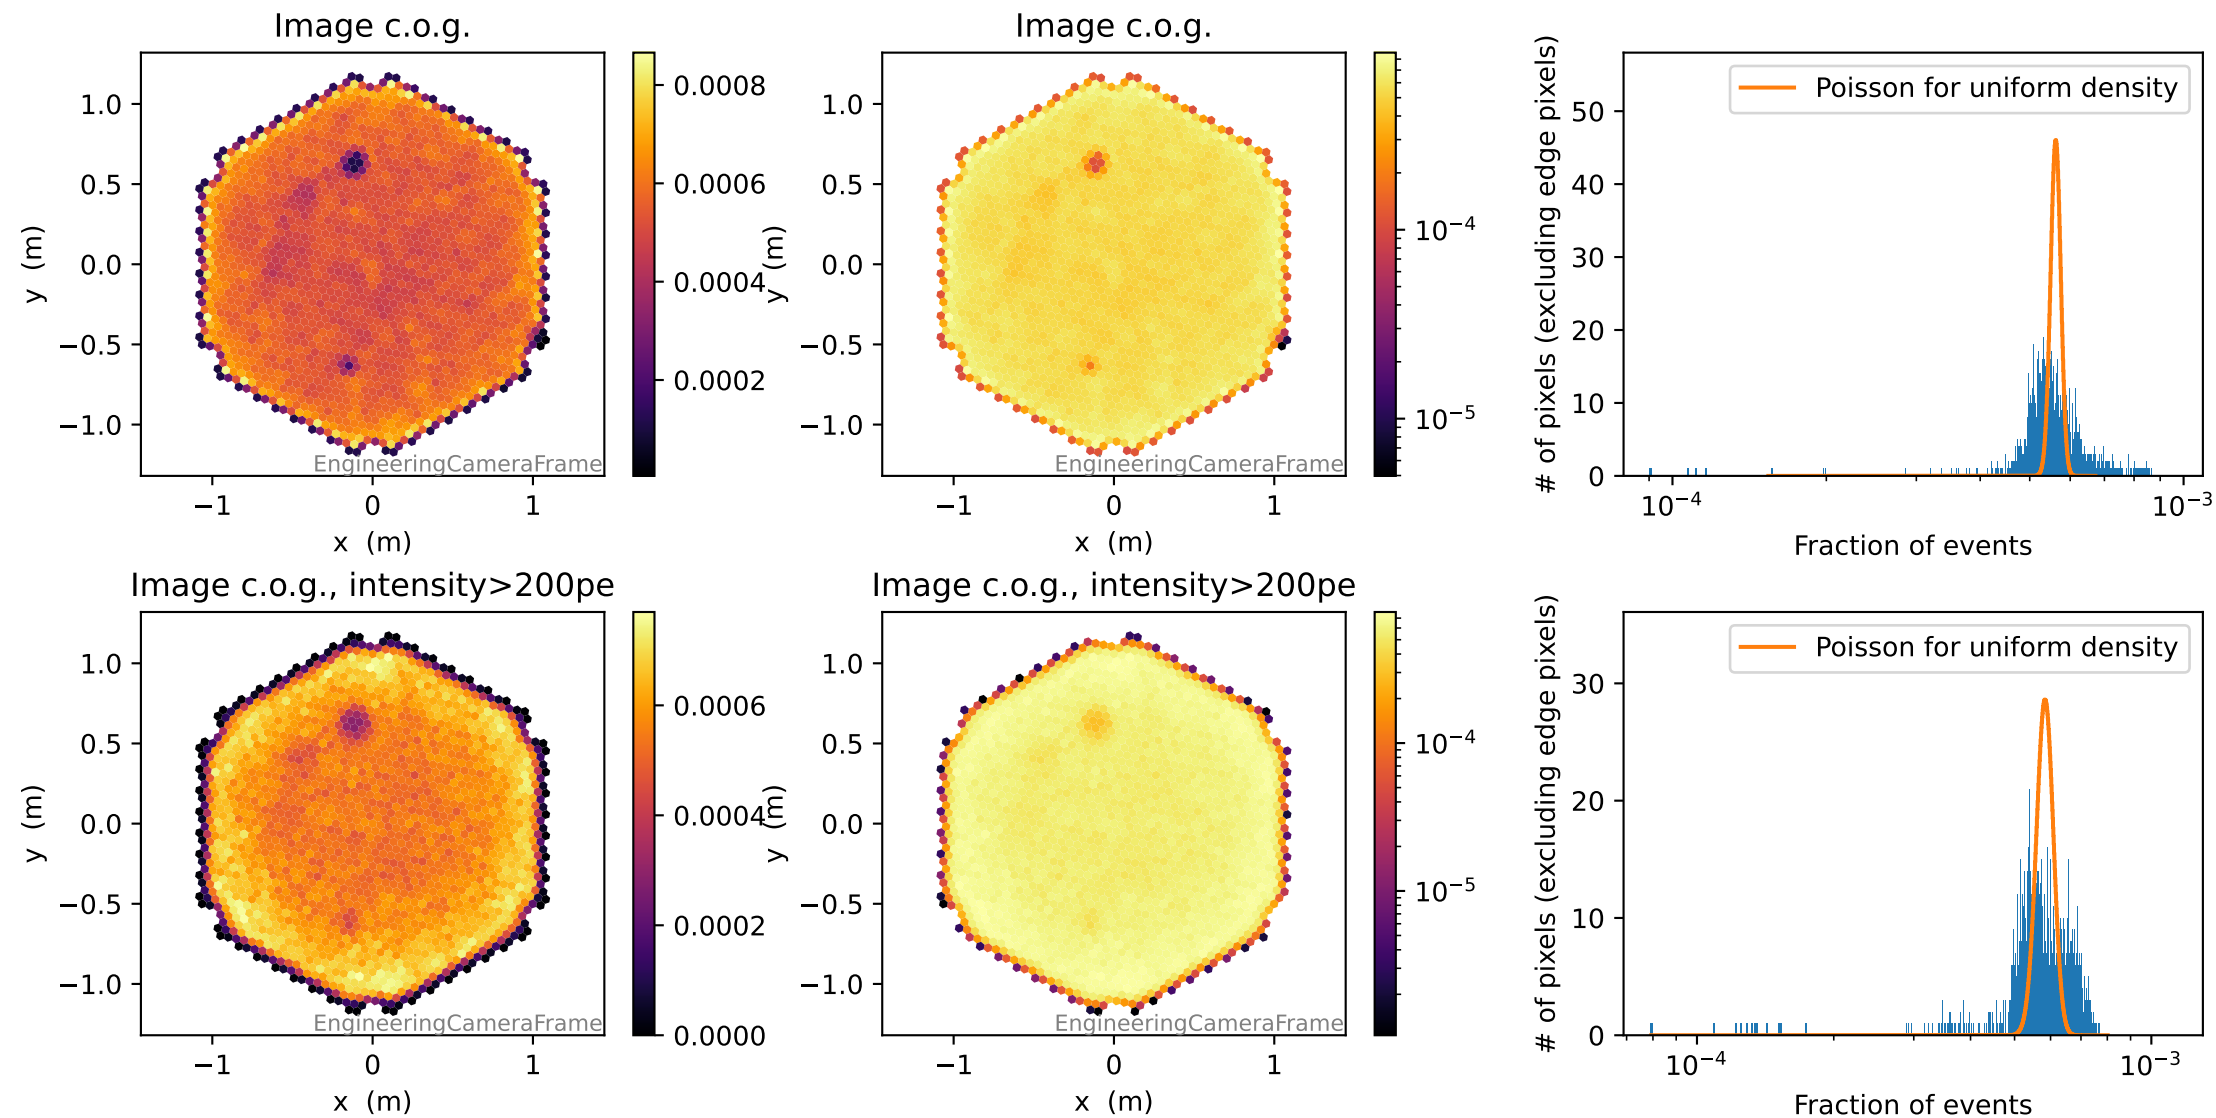 Image c.o.g.
1.0
0.5
0.0
−0.5
−1.0
y (m)
−1
0
1
x (m)
EngineeringCameraFrame
0.0008
0.0006
0.0004
0.0002
Image c.o.g.
1.0
0.5
0.0
−0.5
−1.0
y (m)
−1
0
1
x (m)
EngineeringCameraFrame
10−4
10−5
# of pixels (excluding edge pixels)
50
40
30
20
10
0
Poisson for uniform density
10−4
10−3
Fraction of events
Image c.o.g., intensity>200pe
1.0
0.5
0.0
−0.5
−1.0
y (m)
−1
0
1
x (m)
EngineeringCameraFrame
0.0006
0.0004
0.0002
0.0000
Image c.o.g., intensity>200pe
1.0
0.5
0.0
−0.5
−1.0
y (m)
−1
0
1
x (m)
EngineeringCameraFrame
10−4
10−5
# of pixels (excluding edge pixels)
30
20
10
0
Poisson for uniform density
10−4
10−3
Fraction of events